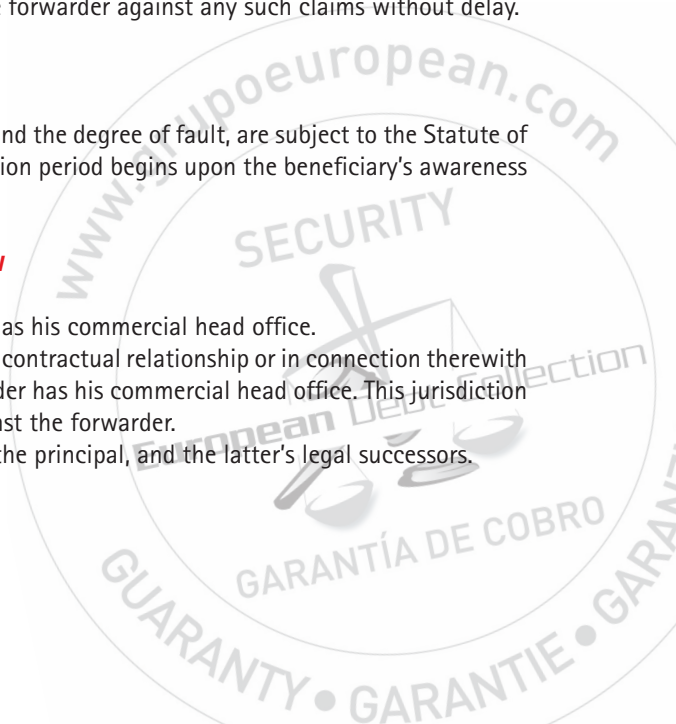 forwarder against any such claims without delay.
nd the degree of fault, are subject to the Statute of
ion period begins upon the beneficiary's awareness
as his commercial head office.
contractual relationship or in connection therewith
der has his commercial head office. This jurisdiction
st the forwarder.
the principal, and the latter's legal successors.
www.grupoeuropean.com
SECURITY
European Debt Collection
GARANTÍA DE COBRO
GUARANTY • GARANTIE • GARANT